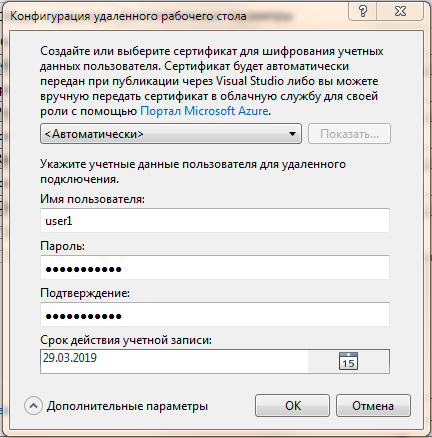 Конфигурация удаленного рабочего стола
Создайте или выберите сертификат для шифрования учетных
данных пользователя. Сертификат будет автоматически
передан при публикации через Visual Studio либо вы можете
вручную передать сертификат в облачную службу для своей
роли с помощью Портал Microsoft Azure.
<Автоматически> Показать...
Укажите учетные данные пользователя для удаленного
подключения.
Имя пользователя:
user1
Пароль:
●●●●●●●●●●●
Подтверждение:
●●●●●●●●●●●
Срок действия учетной записи:
29.03.2019 15
Дополнительные параметры OK Отмена